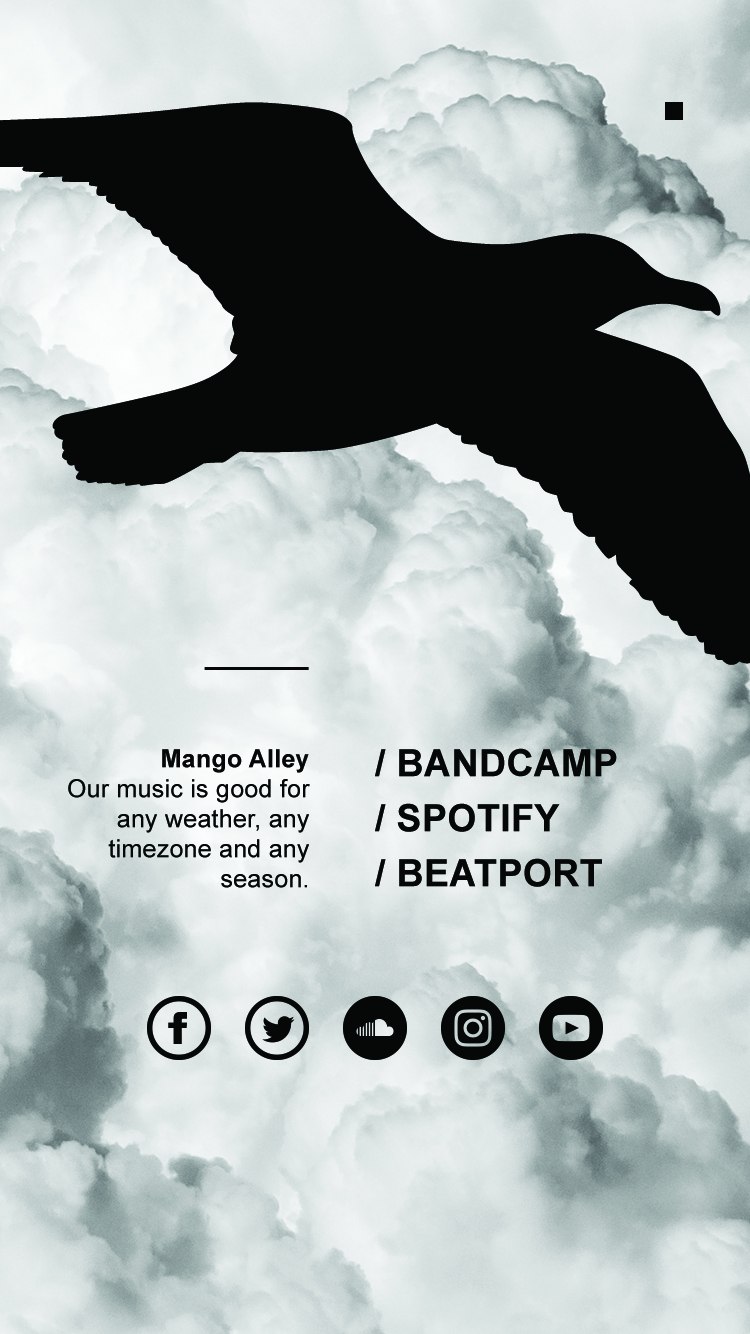 Mango Alley
Our music is good for
any weather, any
timezone and any
season.
/ BANDCAMP
/ SPOTIFY
/ BEATPORT